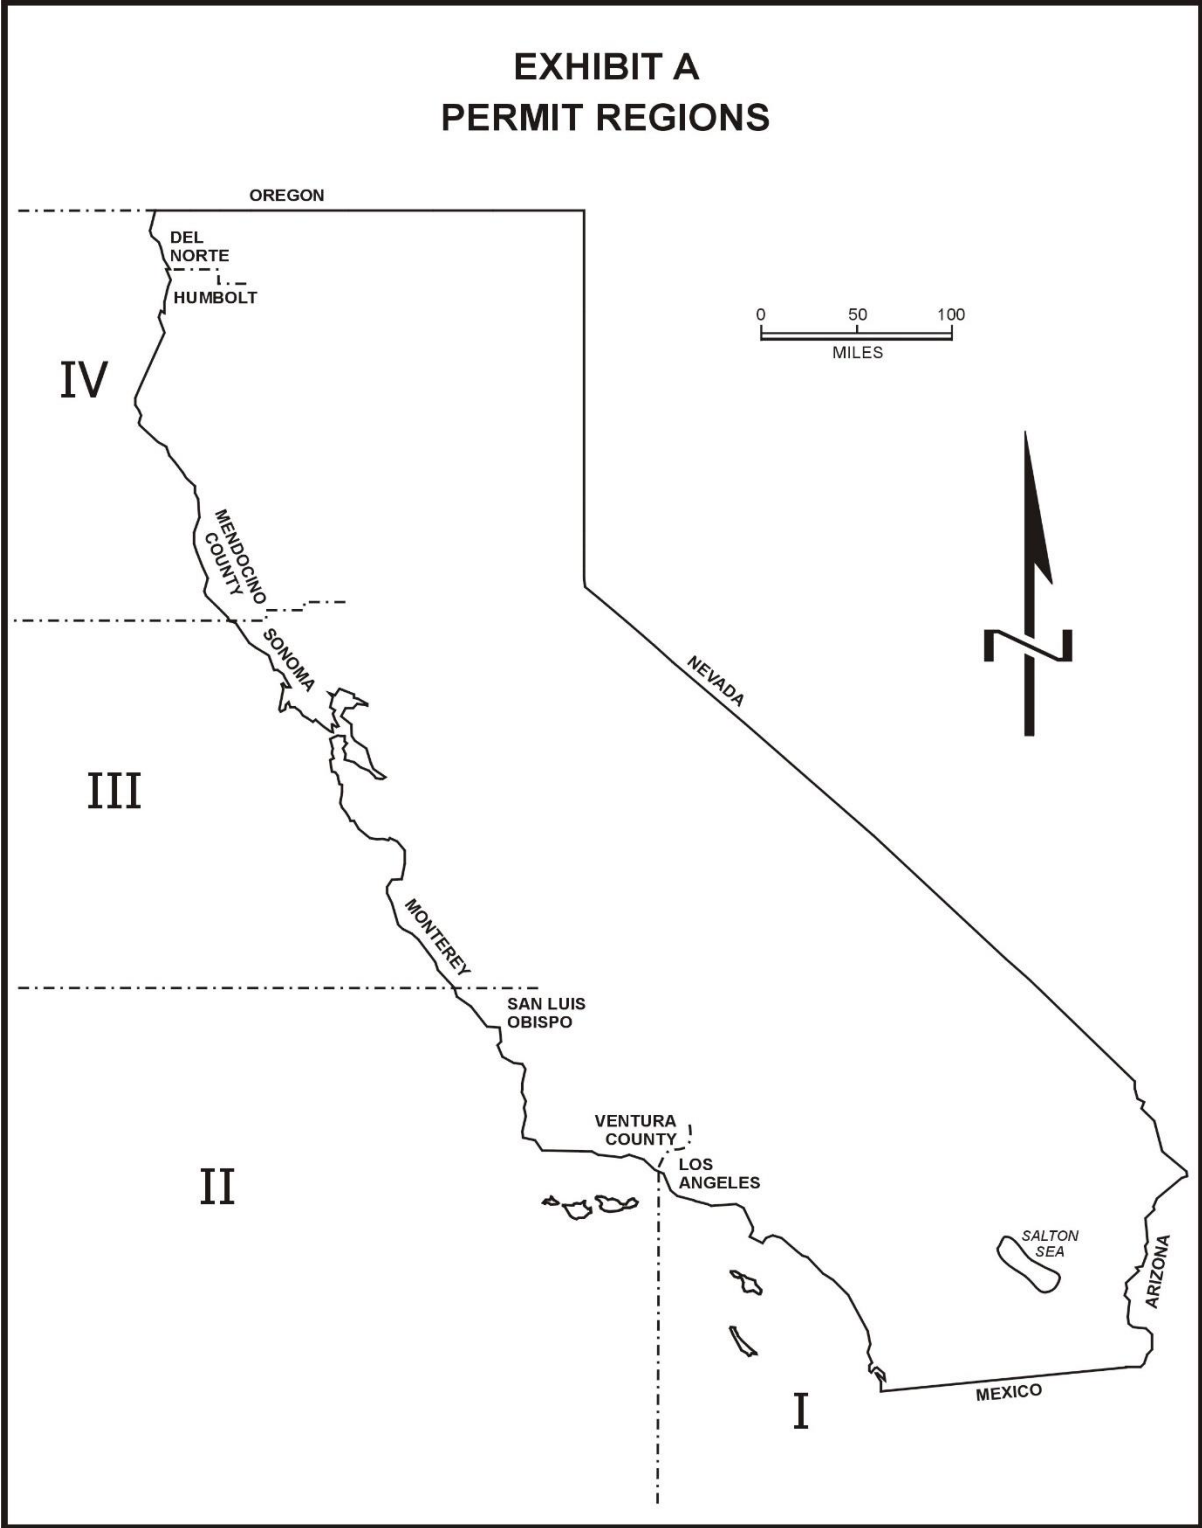 EXHIBIT A
PERMIT REGIONS
OREGON
DEL
NORTE
HUMBOLT
0 50 100
MILES
IV
MENDOCINO
COUNTY
SONOMA
NEVADA
Z
III
MONTEREY
SAN LUIS
OBISPO
VENTURA
COUNTY
LOS
ANGELES
II
SALTON
SEA
ARIZONA
MEXICO
I